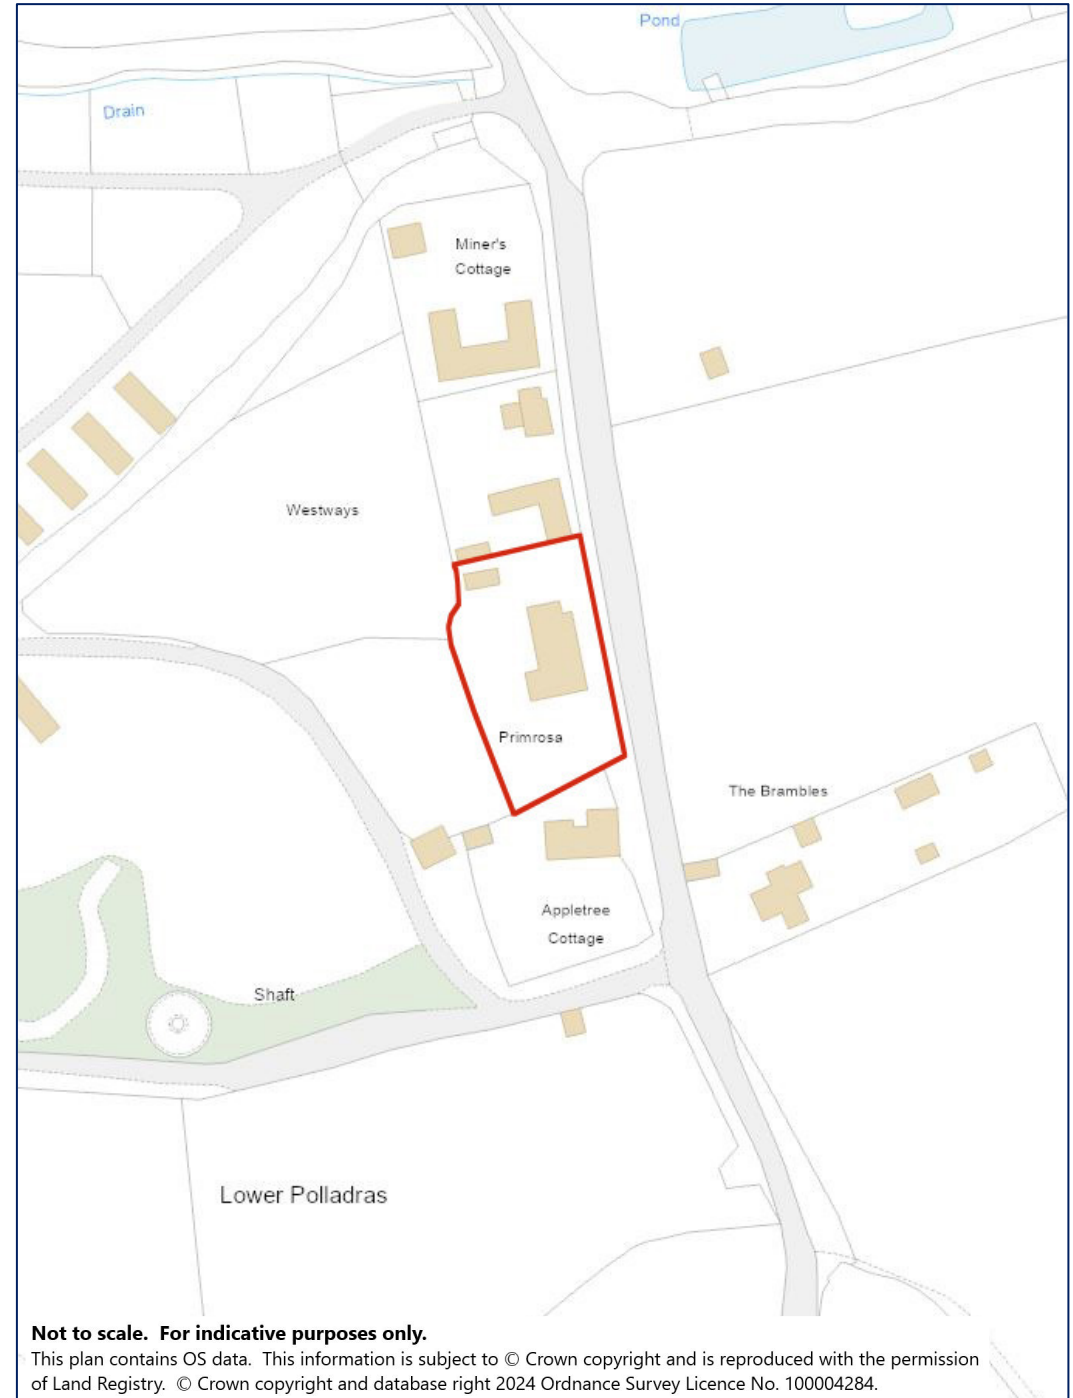 Pond
Drain
Miner's
Cottage
Westways
Primrosa
The Brambles
Appletree
Cottage
Shaft
Lower Polladras
Not to scale.  For indicative purposes only.
This plan contains OS data.  This information is subject to © Crown copyright and is reproduced with the permission
of Land Registry.  © Crown copyright and database right 2024 Ordnance Survey Licence No. 100004284.